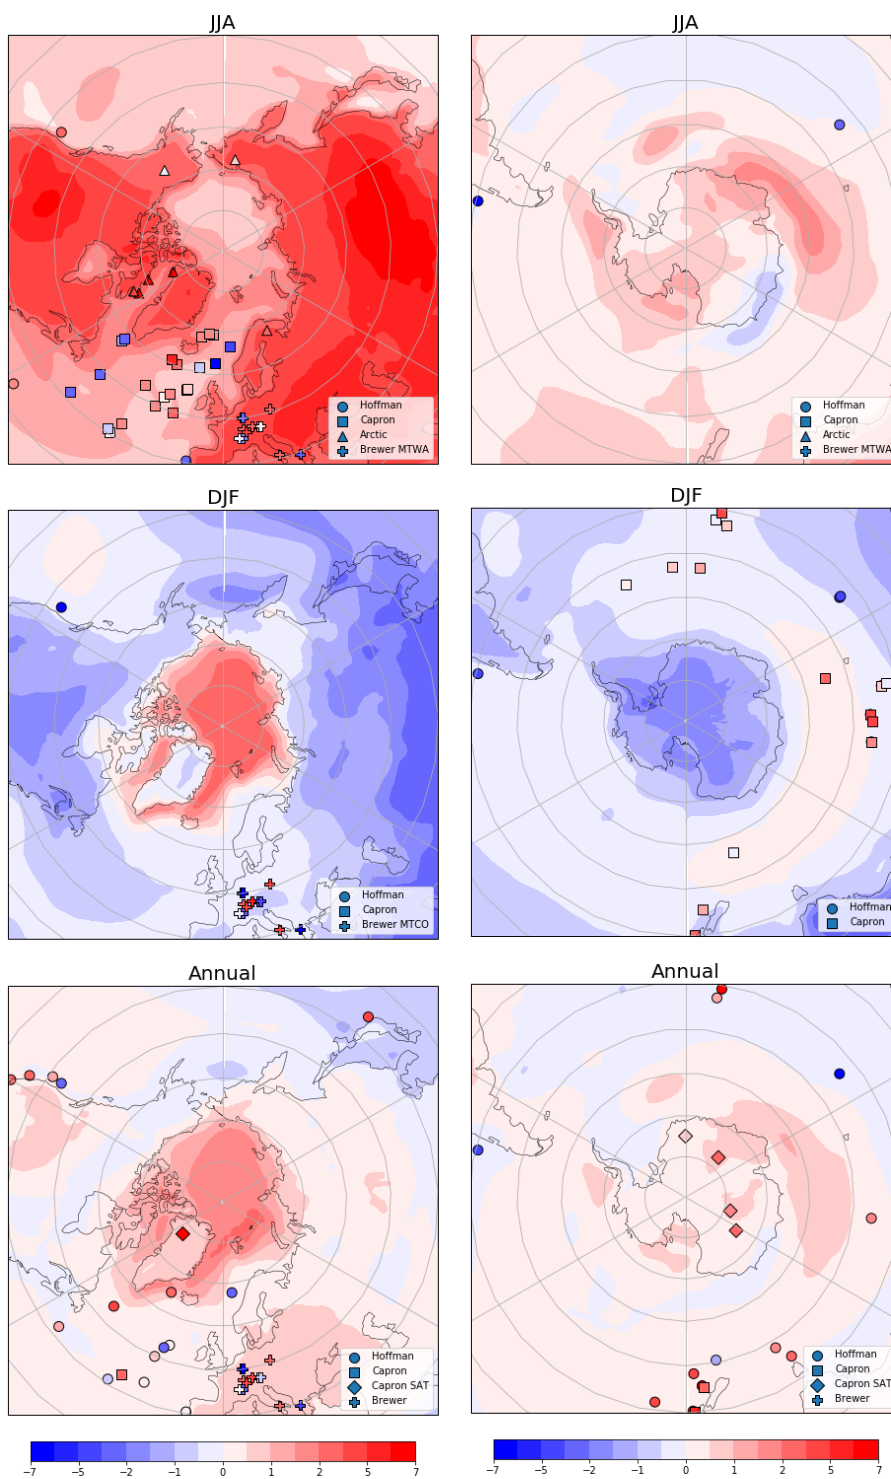 JJA
JJA
Hoffman
Capron
Arctic
Brewer MTWA
Hoffman
Capron
Arctic
Brewer MTWA
DJF
DJF
Hoffman
Capron
Brewer MTCO
Hoffman
Capron
Annual
Annual
Hoffman
Capron
Capron SAT
Brewer
Hoffman
Capron
Capron SAT
Brewer
−7 −5 −2 −1 0 1 2 5 7
−7 −5 −2 −1 0 1 2 5 7